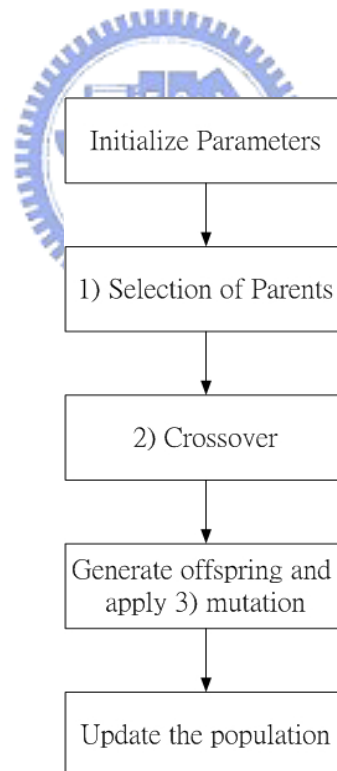 Initialize Parameters
1) Selection of Parents
2) Crossover
Generate offspring and
apply 3) mutation
Update the population